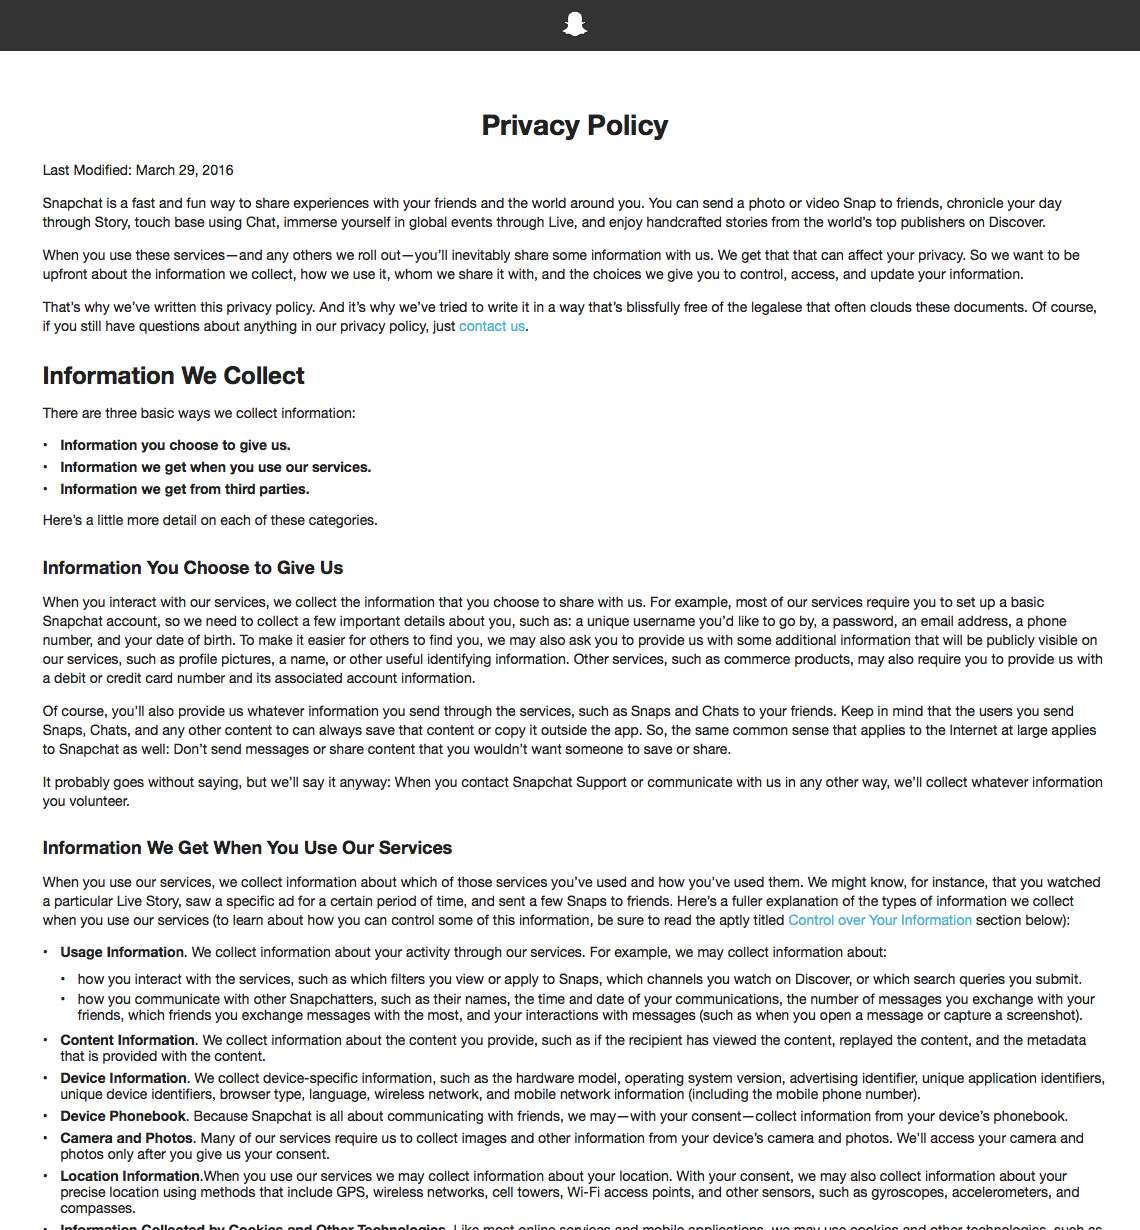 Privacy Policy
Last Modified: March 29, 2016
Snapchat is a fast and fun way to share experiences with your friends and the world around you. You can send a photo or video Snap to friends, chronicle your day
through Story, touch base using Chat, immerse yourself in global events through Live, and enjoy handcrafted stories from the world's top publishers on Discover.
When you use these services—and any others we roll out—you'll inevitably share some information with us. We get that that can affect your privacy. So we want to be
upfront about the information we collect, how we use it, whom we share it with, and the choices we give you to control, access, and update your information.
That's why we've written this privacy policy. And it's why we've tried to write it in a way that's blissfully free of the legalese that often clouds these documents. Of course,
if you still have questions about anything in our privacy policy, just contact us.
Information We Collect
There are three basic ways we collect information:
• Information you choose to give us.
• Information we get when you use our services.
• Information we get from third parties.
Here's a little more detail on each of these categories.
Information You Choose to Give Us
When you interact with our services, we collect the information that you choose to share with us. For example, most of our services require you to set up a basic
Snapchat account, so we need to collect a few important details about you, such as: a unique username you'd like to go by, a password, an email address, a phone
number, and your date of birth. To make it easier for others to find you, we may also ask you to provide us with some additional information that will be publicly visible on
our services, such as profile pictures, a name, or other useful identifying information. Other services, such as commerce products, may also require you to provide us with
a debit or credit card number and its associated account information.
Of course, you'll also provide us whatever information you send through the services, such as Snaps and Chats to your friends. Keep in mind that the users you send
Snaps, Chats, and any other content to can always save that content or copy it outside the app. So, the same common sense that applies to the Internet at large applies
to Snapchat as well: Don't send messages or share content that you wouldn't want someone to save or share.
It probably goes without saying, but we'll say it anyway: When you contact Snapchat Support or communicate with us in any other way, we'll collect whatever information
you volunteer.
Information We Get When You Use Our Services
When you use our services, we collect information about which of those services you've used and how you've used them. We might know, for instance, that you watched
a particular Live Story, saw a specific ad for a certain period of time, and sent a few Snaps to friends. Here's a fuller explanation of the types of information we collect
when you use our services (to learn about how you can control some of this information, be sure to read the aptly titled Control over Your Information section below):
• Usage Information. We collect information about your activity through our services. For example, we may collect information about:
• how you interact with the services, such as which filters you view or apply to Snaps, which channels you watch on Discover, or which search queries you submit.
• how you communicate with other Snapchatters, such as their names, the time and date of your communications, the number of messages you exchange with your
friends, which friends you exchange messages with the most, and your interactions with messages (such as when you open a message or capture a screenshot).
• Content Information. We collect information about the content you provide, such as if the recipient has viewed the content, replayed the content, and the metadata
that is provided with the content.
• Device Information. We collect device-specific information, such as the hardware model, operating system version, advertising identifier, unique application identifiers,
unique device identifiers, browser type, language, wireless network, and mobile network information (including the mobile phone number).
• Device Phonebook. Because Snapchat is all about communicating with friends, we may—with your consent—collect information from your device's phonebook.
• Camera and Photos. Many of our services require us to collect images and other information from your device's camera and photos. We'll access your camera and
photos only after you give us your consent.
• Location Information.When you use our services we may collect information about your location. With your consent, we may also collect information about your
precise location using methods that include GPS, wireless networks, cell towers, Wi-Fi access points, and other sensors, such as gyroscopes, accelerometers, and
compasses.
• Information Collected by Cookies and Other Technologies. Like most online services and mobile applications, we may use cookies and other technologies, such as